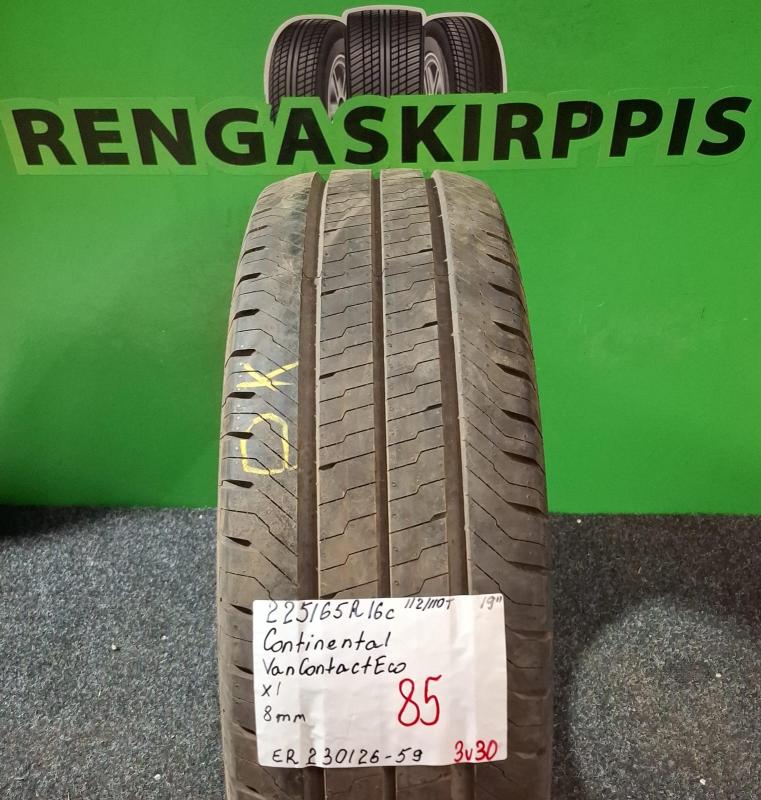 RENGASKIRPPIS
OK
225/65R16c 112/110T 19"
Continental
VanContactEco
x1
8mm
85
ER 230126-59 3v30